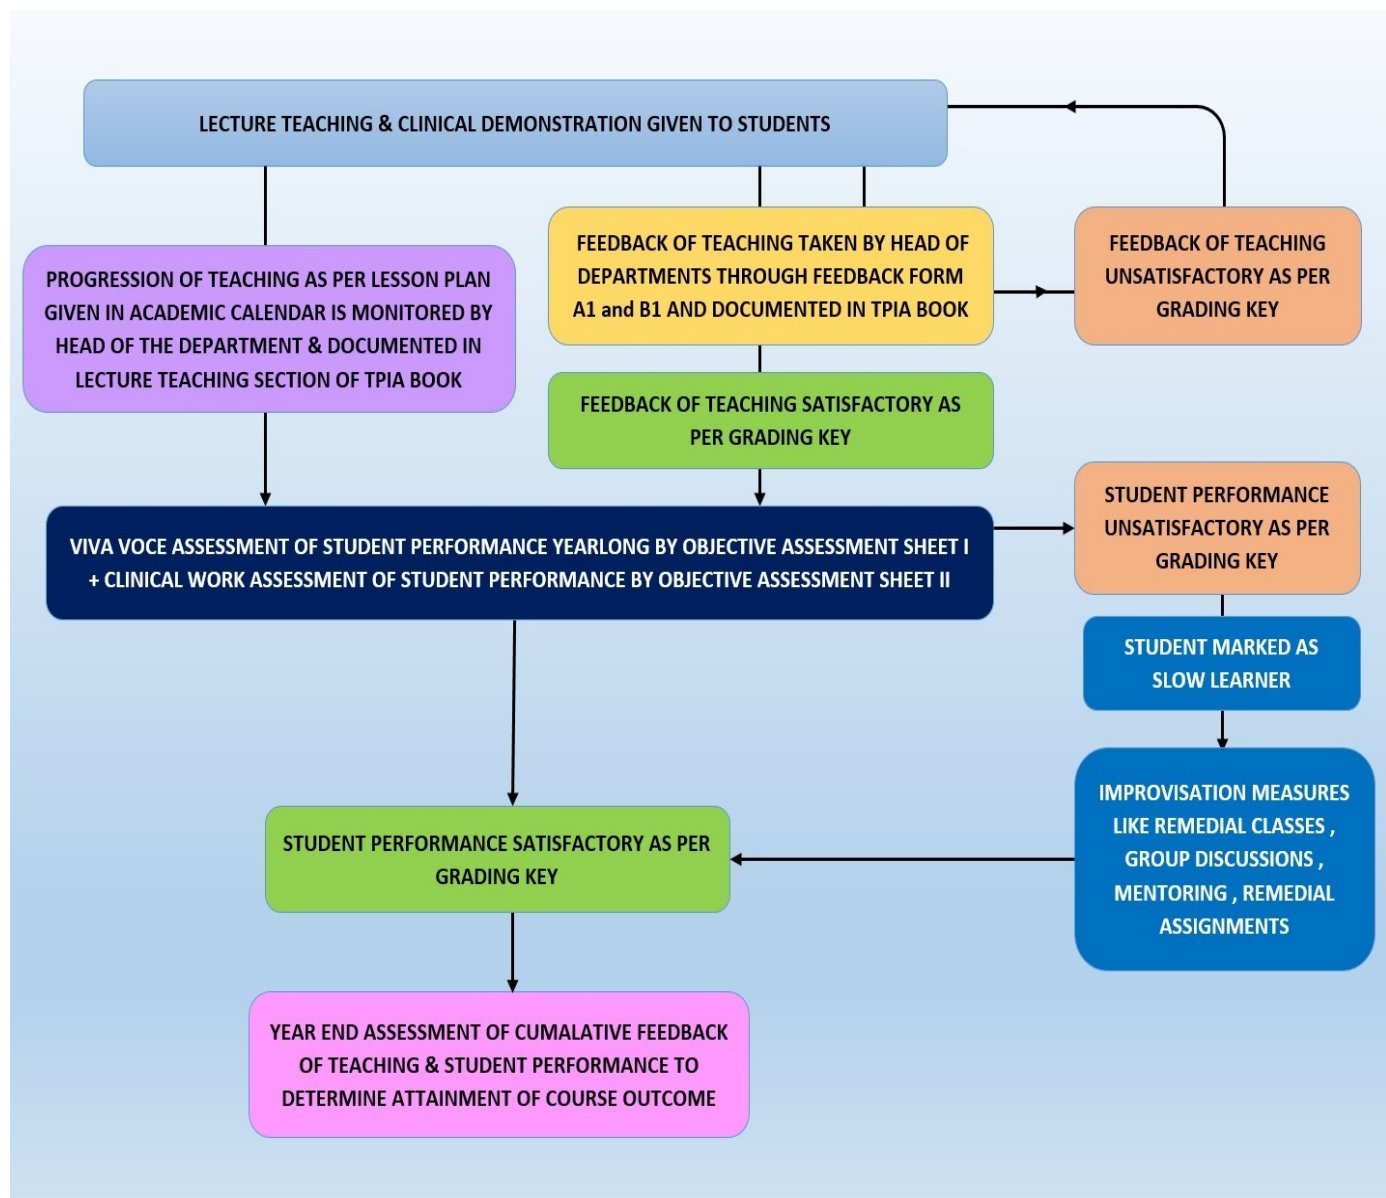 LECTURE TEACHING & CLINICAL DEMONSTRATION GIVEN TO STUDENTS
PROGRESSION OF TEACHING AS PER LESSON PLAN
GIVEN IN ACADEMIC CALENDAR IS MONITORED BY
HEAD OF THE DEPARTMENT & DOCUMENTED IN
LECTURE TEACHING SECTION OF TPIA BOOK
FEEDBACK OF TEACHING TAKEN BY HEAD OF
DEPARTMENTS THROUGH FEEDBACK FORM
A1 and B1 AND DOCUMENTED IN TPIA BOOK
FEEDBACK OF TEACHING
UNSATISFACTORY AS PER
GRADING KEY
FEEDBACK OF TEACHING SATISFACTORY AS
PER GRADING KEY
VIVA VOCE ASSESSMENT OF STUDENT PERFORMANCE YEARLONG BY OBJECTIVE ASSESSMENT SHEET I
+ CLINICAL WORK ASSESSMENT OF STUDENT PERFORMANCE BY OBJECTIVE ASSESSMENT SHEET II
STUDENT PERFORMANCE
UNSATISFACTORY AS PER
GRADING KEY
STUDENT MARKED AS
SLOW LEARNER
IMPROVISATION MEASURES
LIKE REMEDIAL CLASSES ,
GROUP DISCUSSIONS ,
MENTORING , REMEDIAL
ASSIGNMENTS
STUDENT PERFORMANCE SATISFACTORY AS PER
GRADING KEY
YEAR END ASSESSMENT OF CUMALATIVE FEEDBACK
OF TEACHING & STUDENT PERFORMANCE TO
DETERMINE ATTAINMENT OF COURSE OUTCOME